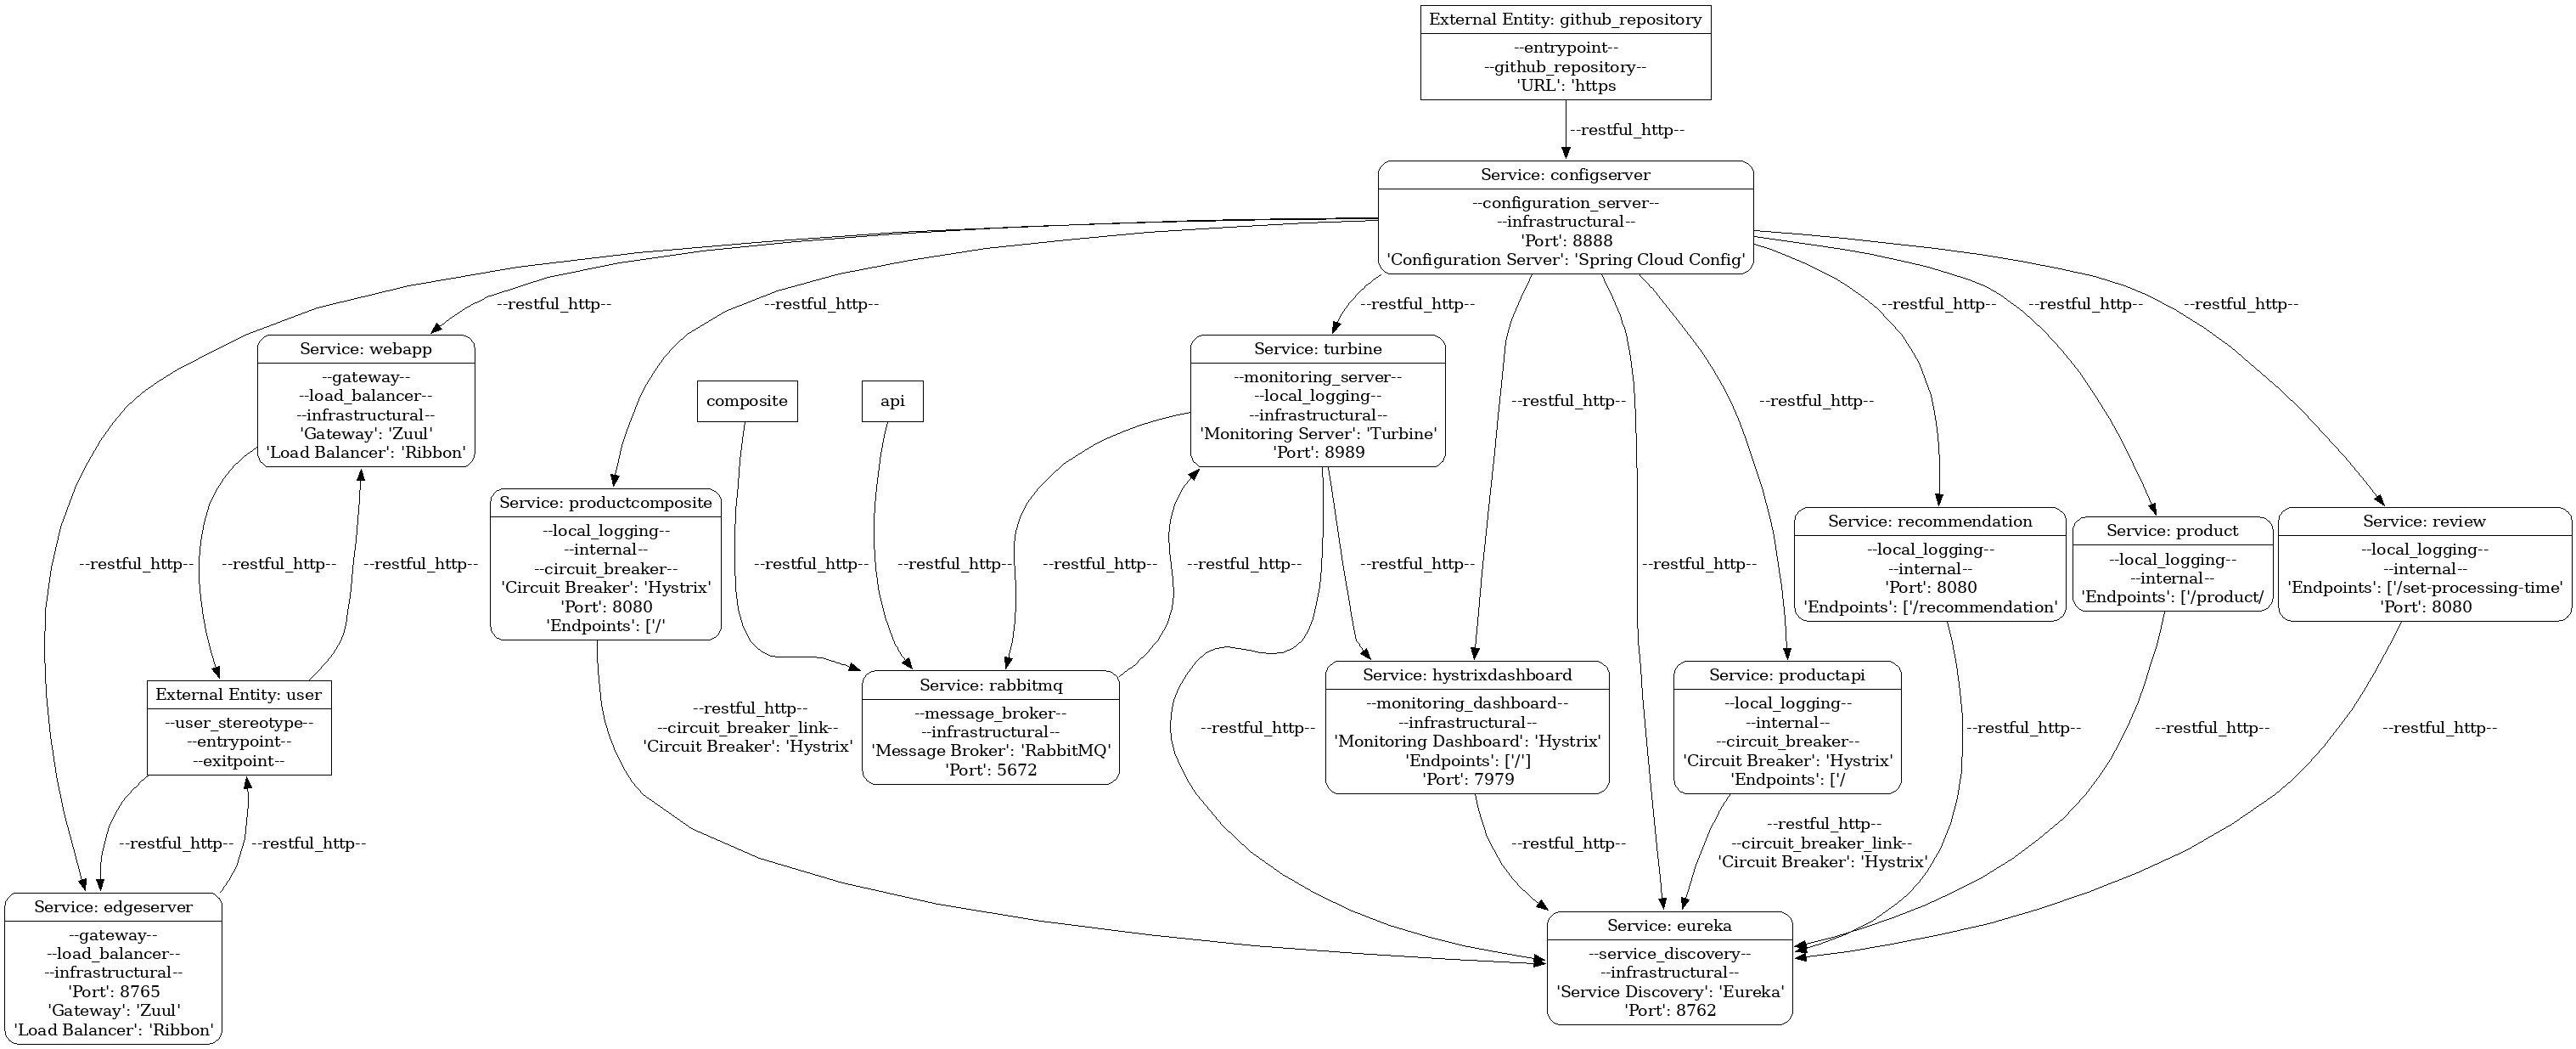 External Entity: github_repository
--entrypoint--
--github_repository--
'URL': 'https
--restful_http--
Service: configserver
--configuration_server--
--infrastructural--
'Port': 8888
'Configuration Server': 'Spring Cloud Config'
--restful_http--
--restful_http--
--restful_http--
--restful_http--
--restful_http--
--restful_http--
Service: webapp
--gateway--
--load_balancer--
--infrastructural--
'Gateway': 'Zuul'
'Load Balancer': 'Ribbon'
composite
api
Service: turbine
--monitoring_server--
--local_logging--
--infrastructural--
'Monitoring Server': 'Turbine'
'Port': 8989
--restful_http--
--restful_http--
Service: productcomposite
--local_logging--
--internal--
--circuit_breaker--
'Circuit Breaker': 'Hystrix'
'Port': 8080
'Endpoints': ['/'
Service: recommendation
--local_logging--
--internal--
'Port': 8080
'Endpoints': ['/recommendation'
Service: product
--local_logging--
--internal--
'Endpoints': ['/product/
Service: review
--local_logging--
--internal--
'Endpoints': ['/set-processing-time'
'Port': 8080
--restful_http--
--restful_http--
--restful_http--
--restful_http--
--restful_http--
--restful_http--
--restful_http--
--restful_http--
--restful_http--
External Entity: user
--user_stereotype--
--entrypoint--
--exitpoint--
--restful_http--
--circuit_breaker_link--
'Circuit Breaker': 'Hystrix'
Service: rabbitmq
--message_broker--
--infrastructural--
'Message Broker': 'RabbitMQ'
'Port': 5672
--restful_http--
Service: hystrixdashboard
--monitoring_dashboard--
--infrastructural--
'Monitoring Dashboard': 'Hystrix'
'Endpoints': ['/']
'Port': 7979
Service: productapi
--local_logging--
--internal--
--circuit_breaker--
'Circuit Breaker': 'Hystrix'
'Endpoints': ['/
--restful_http--
--restful_http--
--restful_http--
--restful_http--
--restful_http--
--restful_http--
--restful_http--
--circuit_breaker_link--
'Circuit Breaker': 'Hystrix'
Service: edgeserver
--gateway--
--load_balancer--
--infrastructural--
'Port': 8765
'Gateway': 'Zuul'
'Load Balancer': 'Ribbon'
Service: eureka
--service_discovery--
--infrastructural--
'Service Discovery': 'Eureka'
'Port': 8762